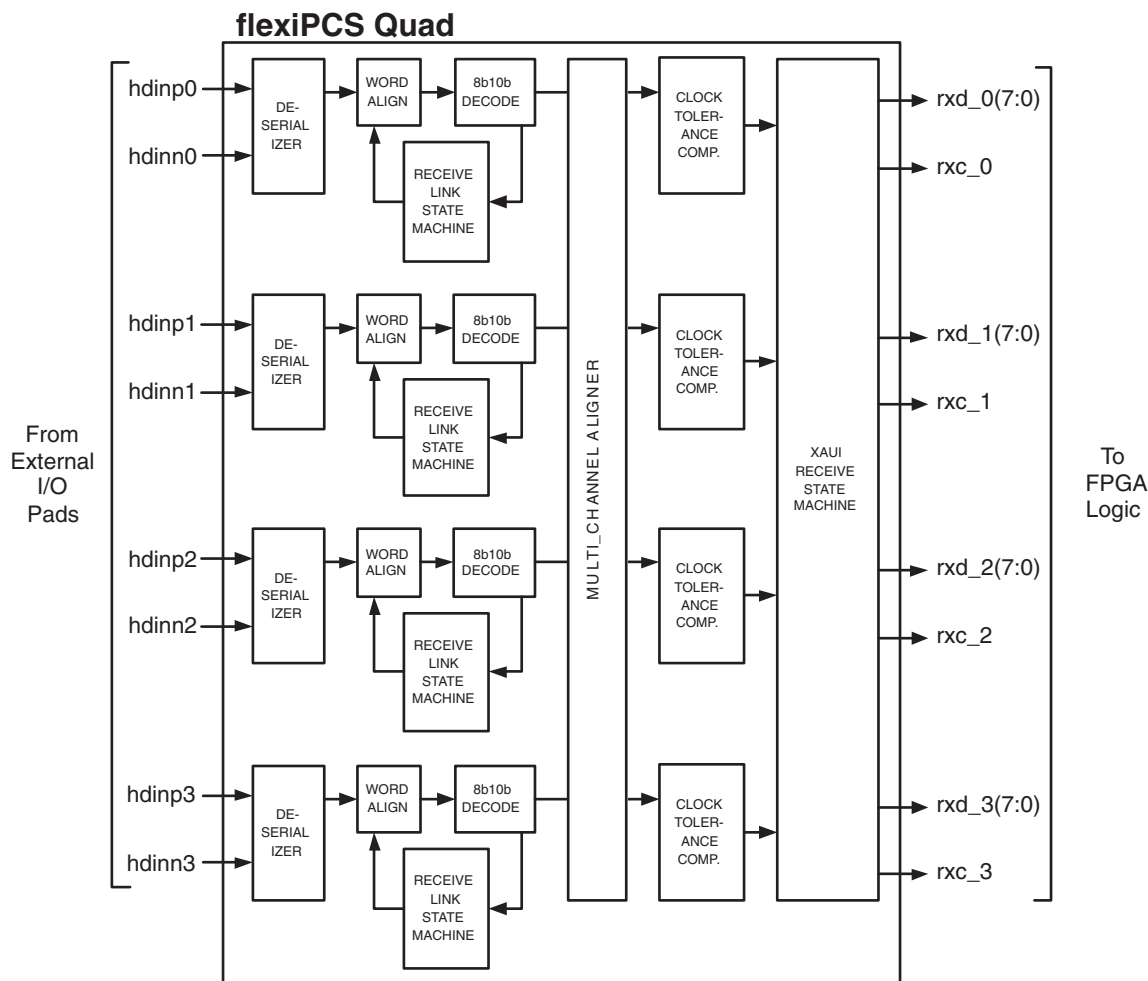 flexiPCS Quad
hdinp0
hdinn0
DE-
SERIAL
IZER
WORD
ALIGN
8b10b
DECODE
RECEIVE
LINK
STATE
MACHINE
CLOCK
TOLER-
ANCE
COMP.
rxd_0(7:0)
rxc_0
hdinp1
hdinn1
DE-
SERIAL
IZER
WORD
ALIGN
8b10b
DECODE
RECEIVE
LINK
STATE
MACHINE
CLOCK
TOLER-
ANCE
COMP.
rxd_1(7:0)
rxc_1
From
External
I/O
Pads
MULTI_CHANNEL ALIGNER
XAUI
RECEIVE
STATE
MACHINE
To
FPGA
Logic
hdinp2
hdinn2
DE-
SERIAL
IZER
WORD
ALIGN
8b10b
DECODE
RECEIVE
LINK
STATE
MACHINE
CLOCK
TOLER-
ANCE
COMP.
rxd_2(7:0)
rxc_2
hdinp3
hdinn3
DE-
SERIAL
IZER
WORD
ALIGN
8b10b
DECODE
RECEIVE
LINK
STATE
MACHINE
CLOCK
TOLER-
ANCE
COMP.
rxd_3(7:0)
rxc_3